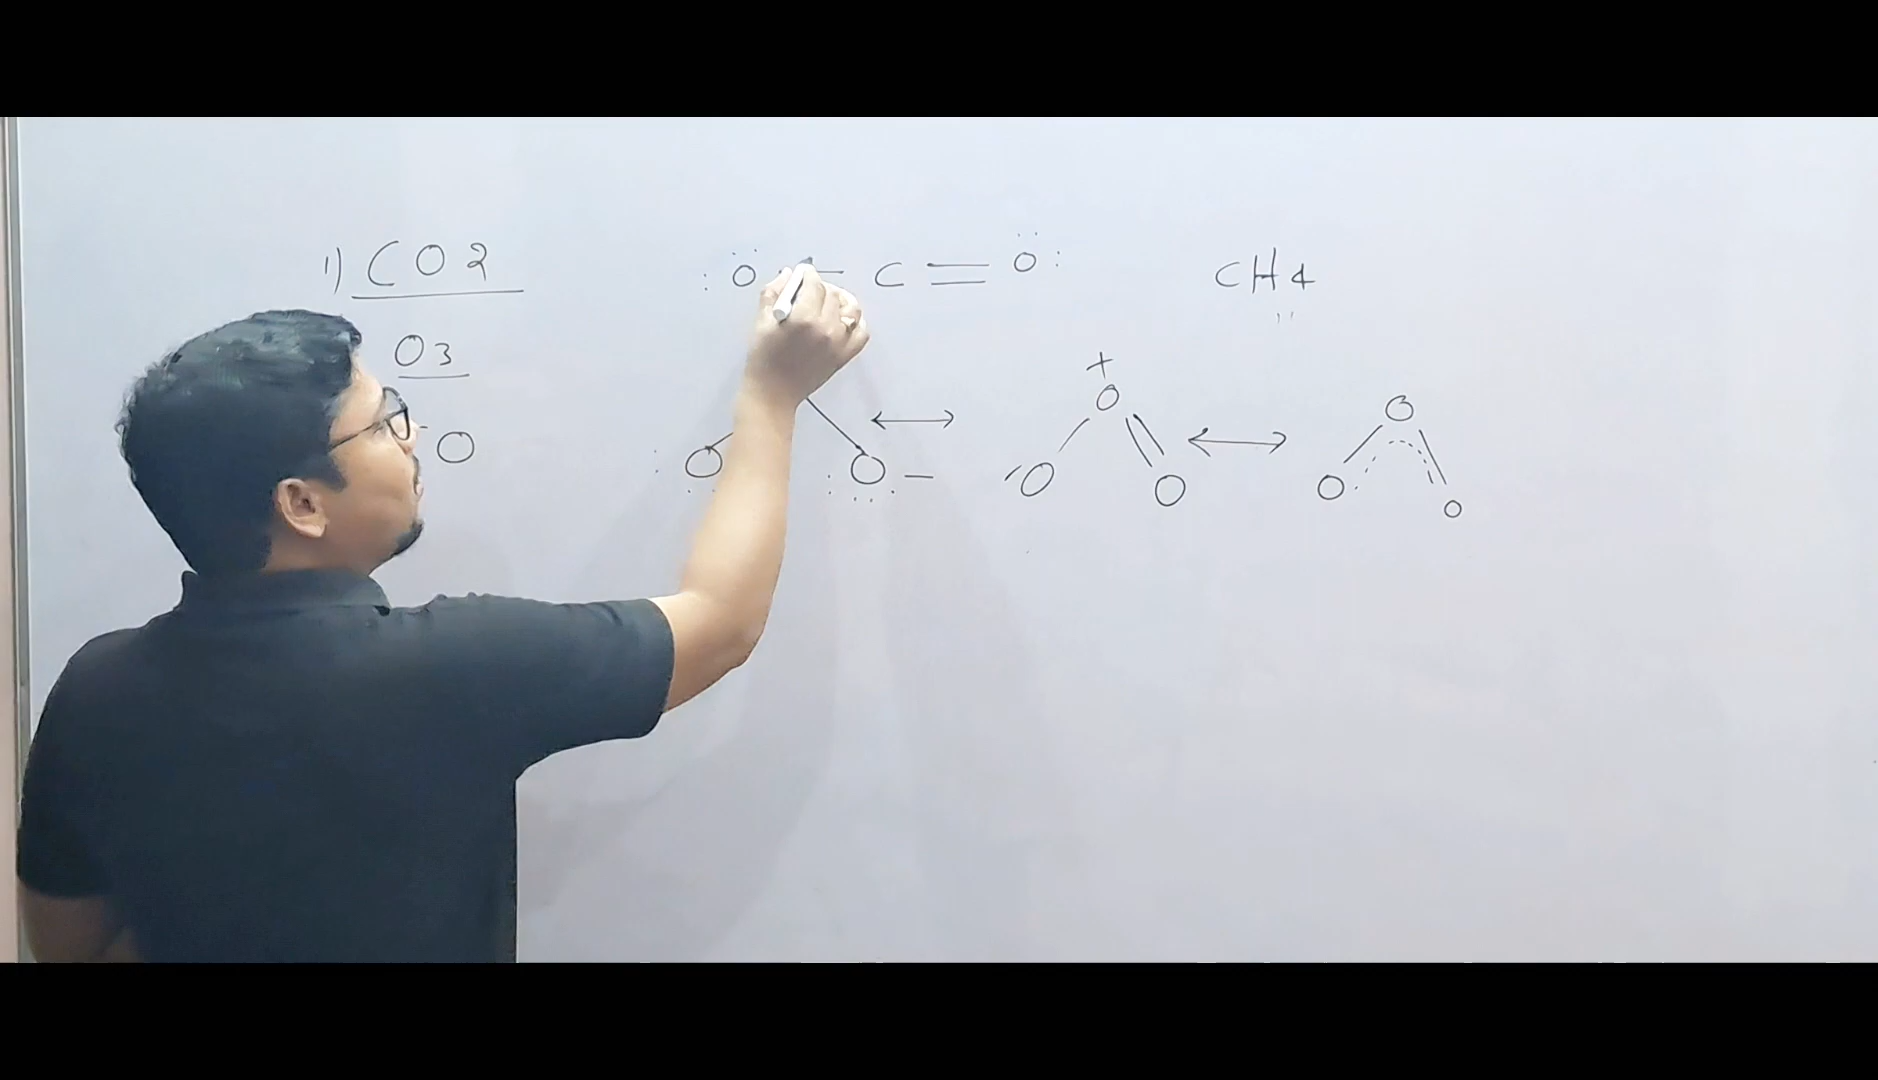 1) CO2 :O = C = O: CH4
O3
+
O O O
O O - -O O O O